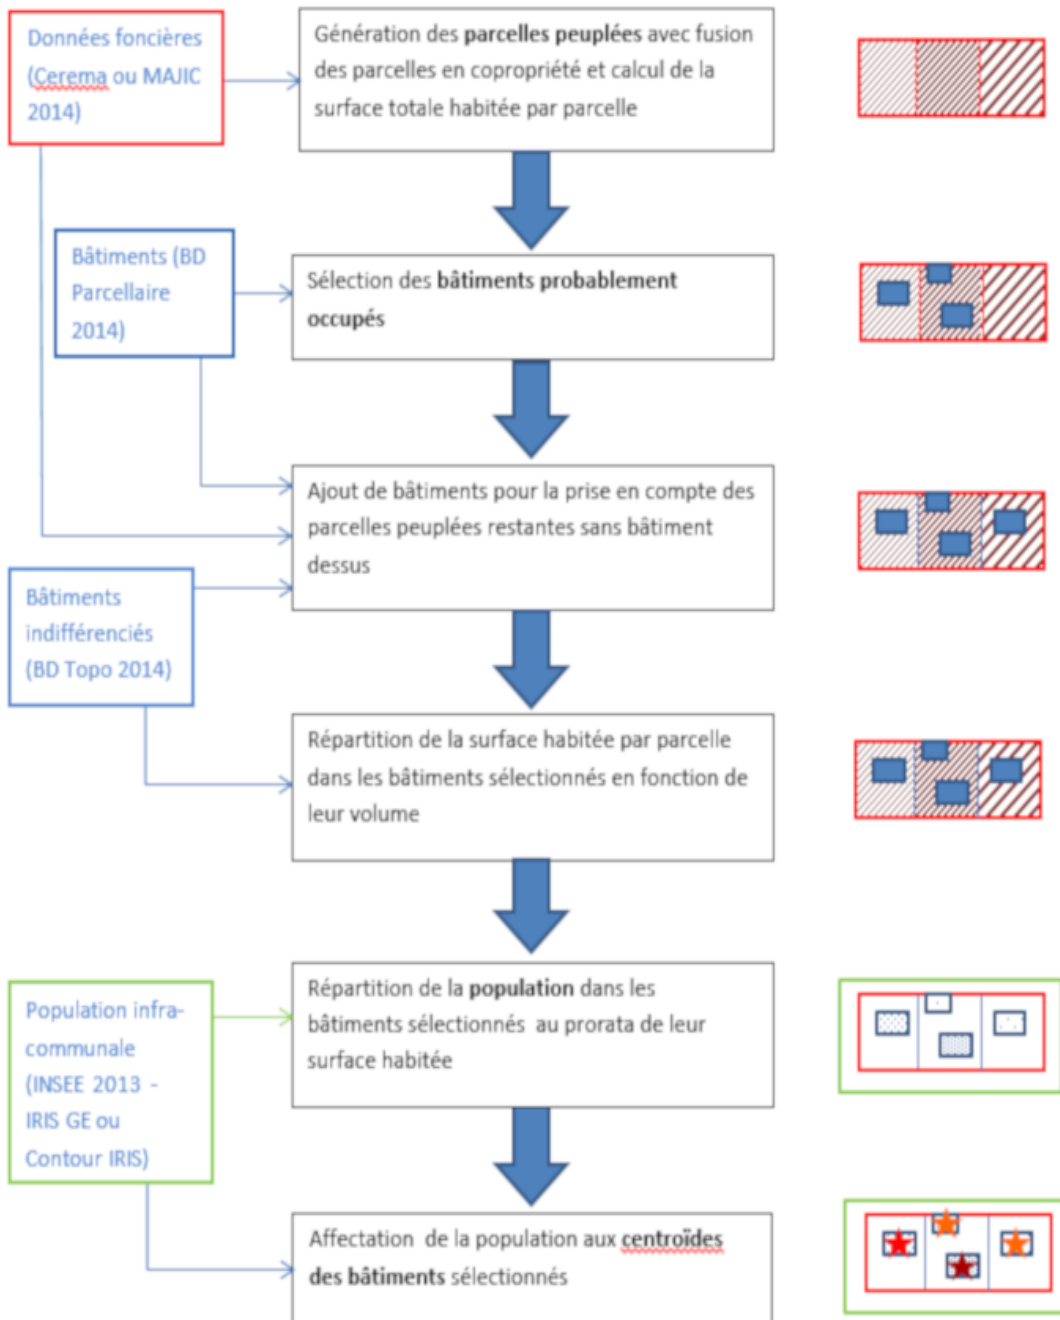 Données foncières
(Cerema ou MAJIC
2014)
Génération des parcelles peuplées avec fusion
des parcelles en copropriété et calcul de la
surface totale habitée par parcelle
Bâtiments (BD
Parcellaire
2014)
Sélection des bâtiments probablement
occupés
Ajout de bâtiments pour la prise en compte des
parcelles peuplées restantes sans bâtiment
dessus
Bâtiments
indifférenciés
(BD Topo 2014)
Répartition de la surface habitée par parcelle
dans les bâtiments sélectionnés en fonction de
leur volume
Population infra-
communale
(INSEE 2013 -
IRIS GE ou
Contour IRIS)
Répartition de la population dans les
bâtiments sélectionnés au prorata de leur
surface habitée
Affectation de la population aux centroïdes
des bâtiments sélectionnés